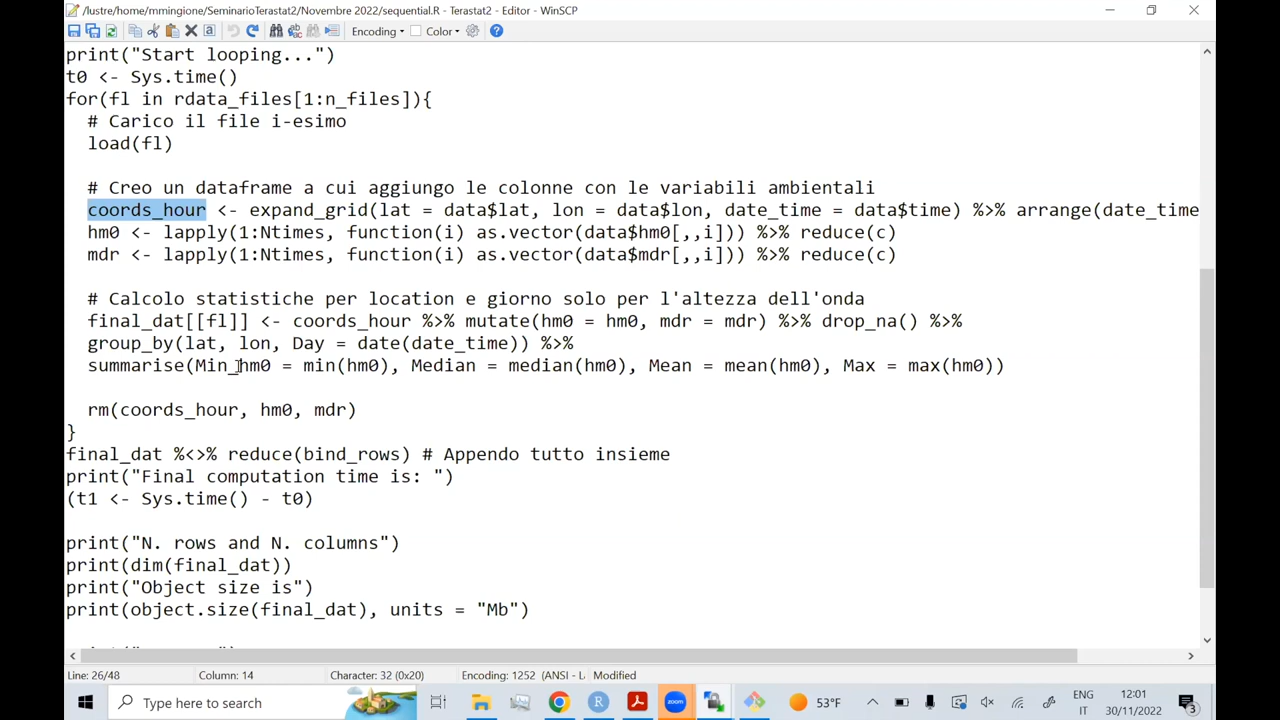 /lustre/home/mmingione/SeminarioTerastat2/Novembre 2022/sequential.R - Terastat2 - Editor - WinSCP
Encoding
Color
print("Start looping...")
t0 <- Sys.time()
for(fl in rdata_files[1:n_files]){
# Carico il file i-esimo
load(fl)
# Creo un dataframe a cui aggiungo le colonne con le variabili ambientali
coords_hour <- expand_grid(lat = data$lat, lon = data$lon, date_time = data$time) %>% arrange(date_time
hm0 <- lapply(1:Ntimes, function(i) as.vector(data$hm0[,,i])) %>% reduce(c)
mdr <- lapply(1:Ntimes, function(i) as.vector(data$mdr[,,i])) %>% reduce(c)
# Calcolo statistiche per location e giorno solo per l'altezza dell'onda
final_dat[[fl]] <- coords_hour %>% mutate(hm0 = hm0, mdr = mdr) %>% drop_na() %>%
group_by(lat, lon, Day = date(date_time)) %>%
summarise(Min_hm0 = min(hm0), Median = median(hm0), Mean = mean(hm0), Max = max(hm0))
rm(coords_hour, hm0, mdr)
}
final_dat %<>% reduce(bind_rows) # Appendo tutto insieme
print("Final computation time is: ")
(t1 <- Sys.time() - t0)
print("N. rows and N. columns")
print(dim(final_dat))
print("Object size is")
print(object.size(final_dat), units = "Mb")
Line: 26/48 Column: 14 Character: 32 (0x20) Encoding: 1252 (ANSI - L Modified
Type here to search
zoom
53°F
ENG
IT
12:01
30/11/2022
3